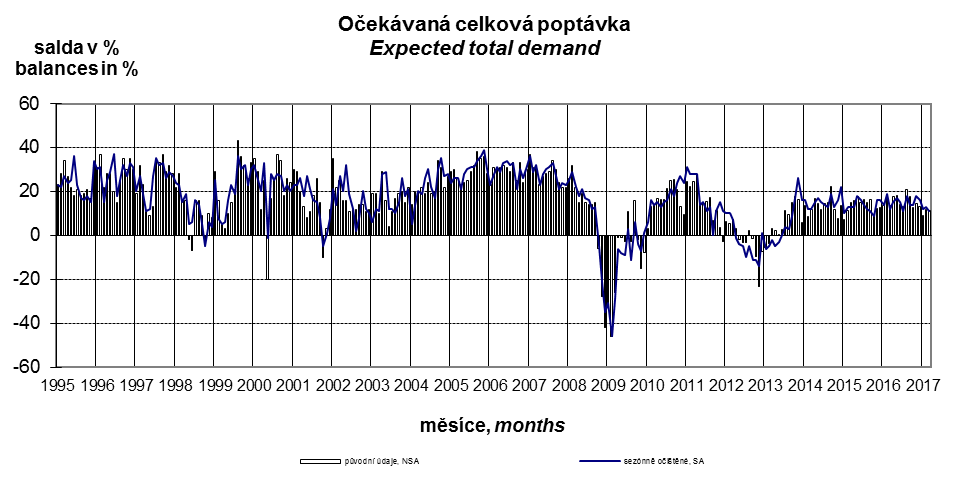 Očekávaná celková poptávka
Expected total demand
salda v %
balances in %
60
40
20
0
-20
-40
-60
1995 1996 1997 1998 1999 2000 2001 2002 2003 2004 2005 2006 2007 2008 2009 2010 2011 2012 2013 2014 2015 2016 2017
měsíce, months
původní údaje, NSA
sezónně očištěné, SA